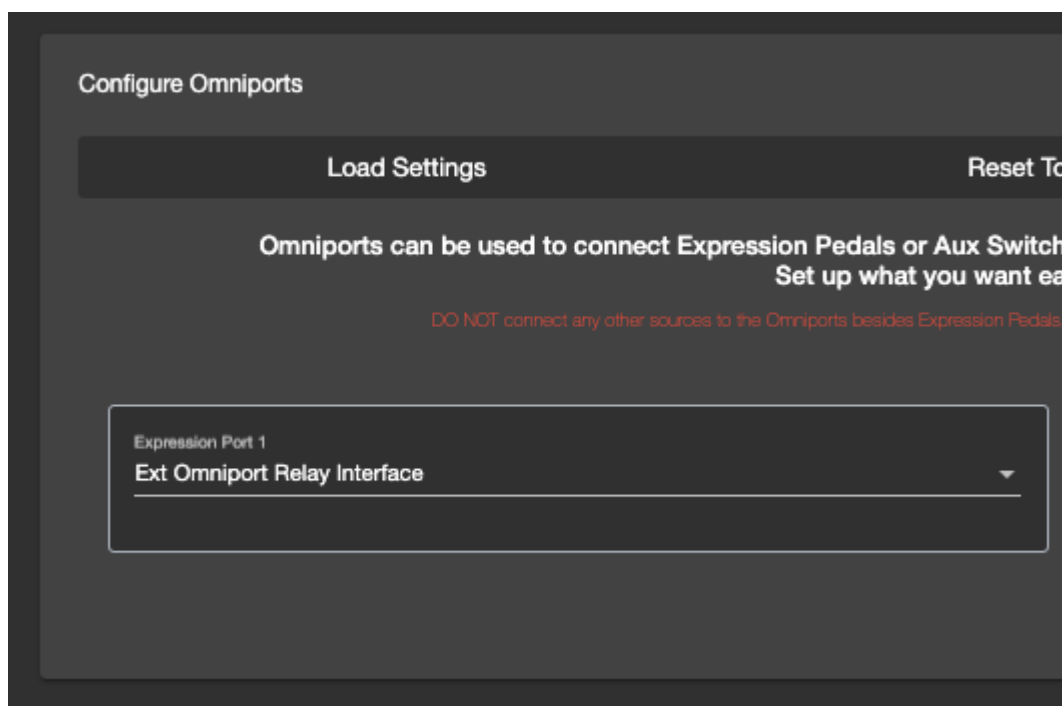 Configure Omniports
Load Settings
Reset To
Omniports can be used to connect Expression Pedals or Aux Switch
Set up what you want ea
DO NOT connect any other sources to the Omniports besides Expression Pedals
Expression Port 1
Ext Omniport Relay Interface